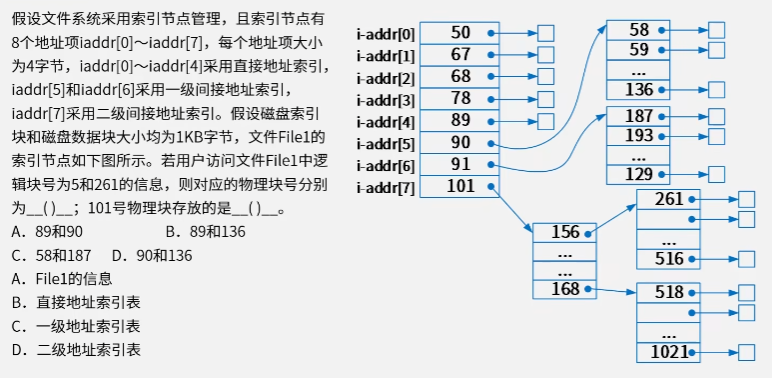 假设文件系统采用索引节点管理，且索引节点有
8个地址项iaddr[0]～iaddr[7]，每个地址项大小
为4字节，iaddr[0]～iaddr[4]采用直接地址索引，
iaddr[5]和iaddr[6]采用一级间接地址索引，
iaddr[7]采用二级间接地址索引。假设磁盘索引
块和磁盘数据块大小均为1KB字节，文件File1的
索引节点如下图所示。若用户访问文件File1中逻
辑块号为5和261的信息，则对应的物理块号分别
为__( )__；101号物理块存放的是__( )__。
A．89和90 B．89和136
C．58和187 D．90和136
A．File1的信息
B．直接地址索引表
C．一级地址索引表
D．二级地址索引表
i-addr[0] 50
i-addr[1] 67
i-addr[2] 68
i-addr[3] 78
i-addr[4] 89
i-addr[5] 90
i-addr[6] 91
i-addr[7] 101
58
59
...
136
187
193
...
129
156
...
...
168
261
...
516
518
...
1021